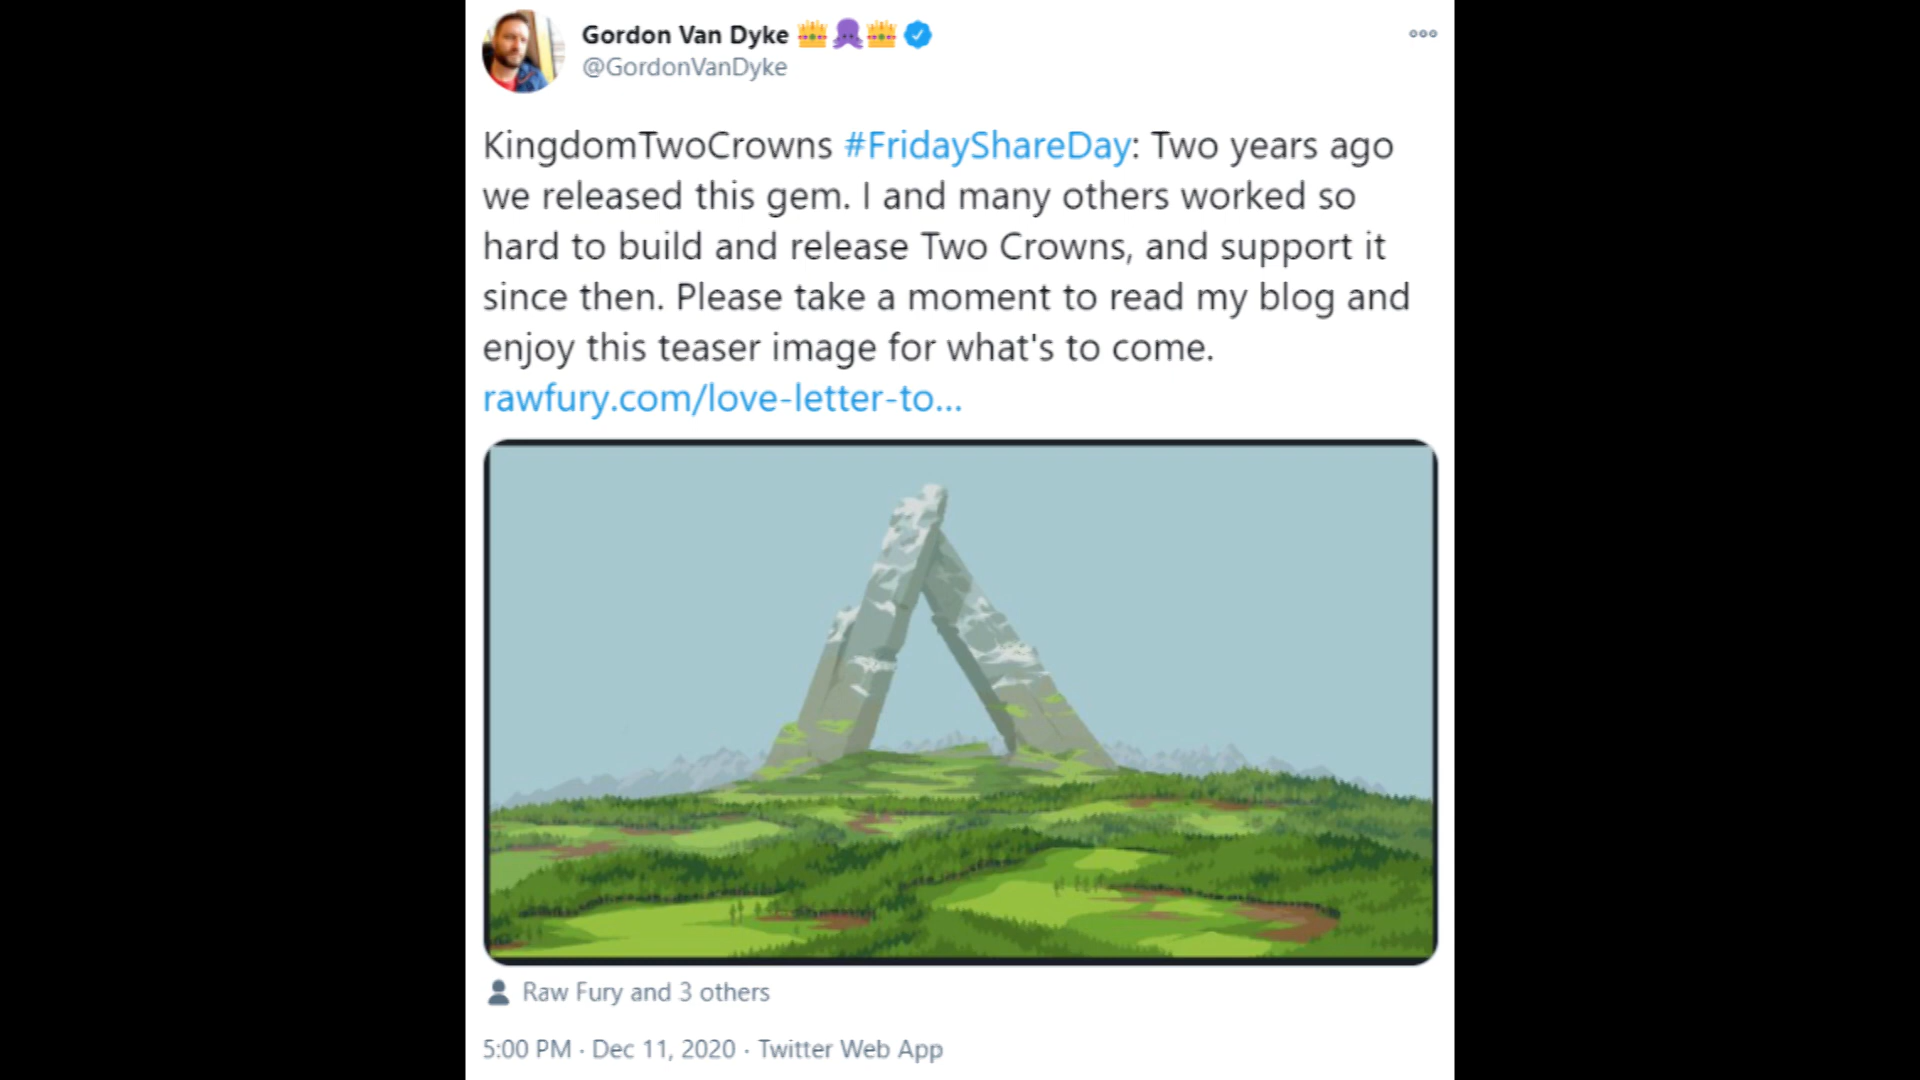 Gordon Van Dyke 👑🐙👑
@GordonVanDyke
KingdomTwoCrowns #FridayShareDay: Two years ago
we released this gem. I and many others worked so
hard to build and release Two Crowns, and support it
since then. Please take a moment to read my blog and
enjoy this teaser image for what's to come.
rawfury.com/love-letter-to...
Raw Fury and 3 others
5:00 PM · Dec 11, 2020 · Twitter Web App